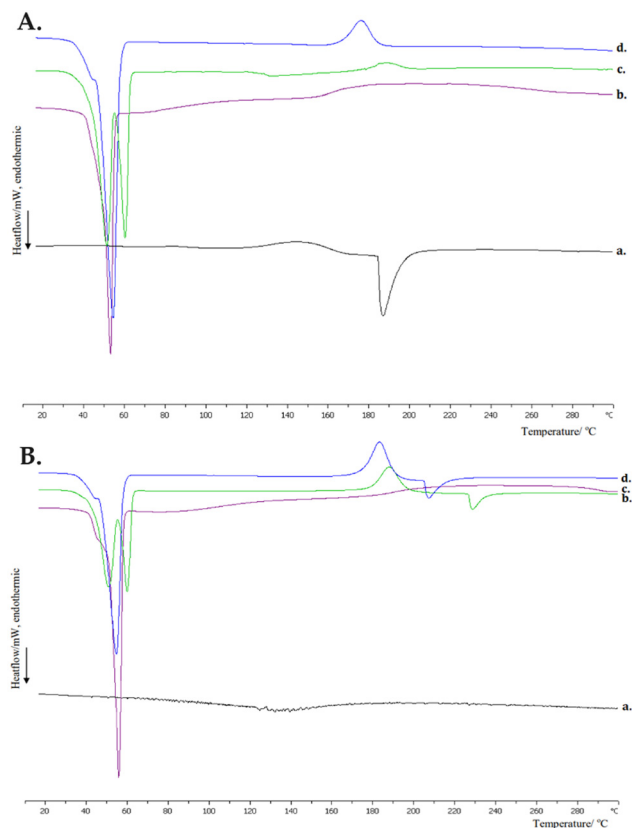 A.
d.
c.
b.
Heatflow/mW, endothermic
a.
20 40 60 80 100 120 140 160 180 200 220 240 260 280 °C
Temperature/ °C
B.
d.
c.
b.
Heatflow/mW, endothermic
a.
20 40 60 80 100 120 140 160 180 200 220 240 260 280 °C
Temperature/ °C